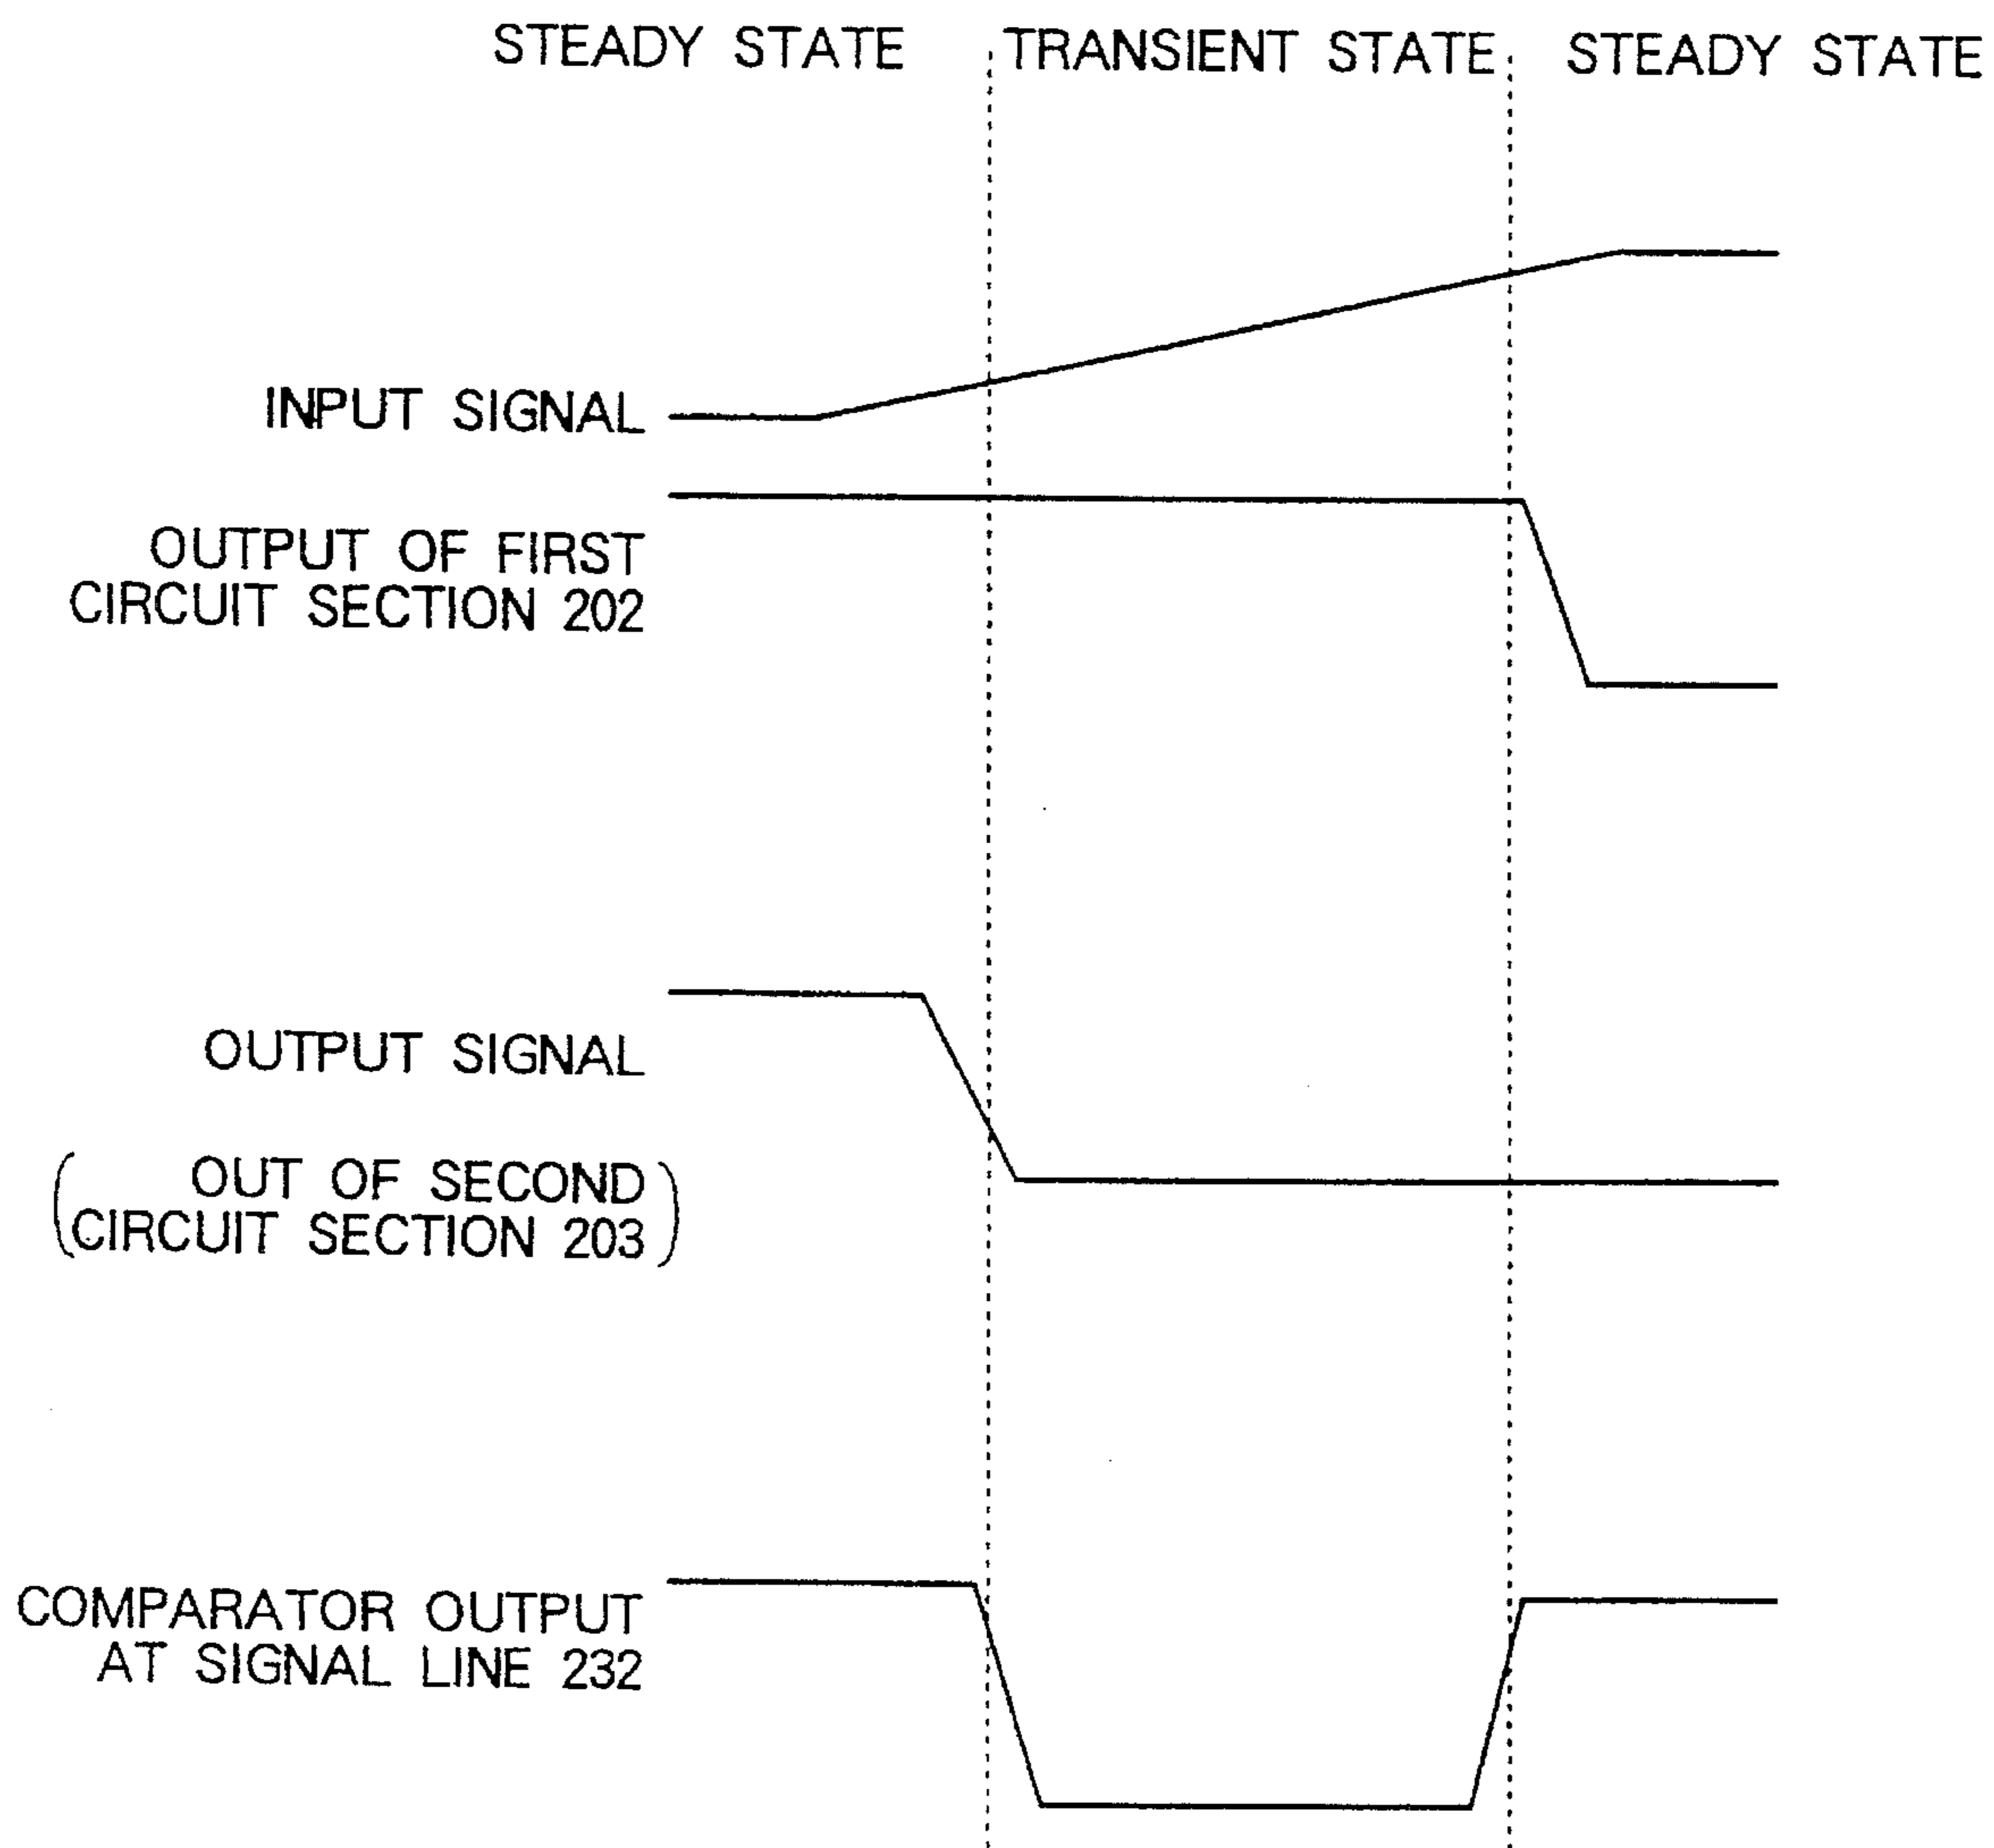 STEADY STATE TRANSIENT STATE STEADY STATE
INPUT SIGNAL
OUTPUT OF FIRST
CIRCUIT SECTION 202
OUTPUT SIGNAL
(OUT OF SECOND
CIRCUIT SECTION 203)
COMPARATOR OUTPUT
AT SIGNAL LINE 232